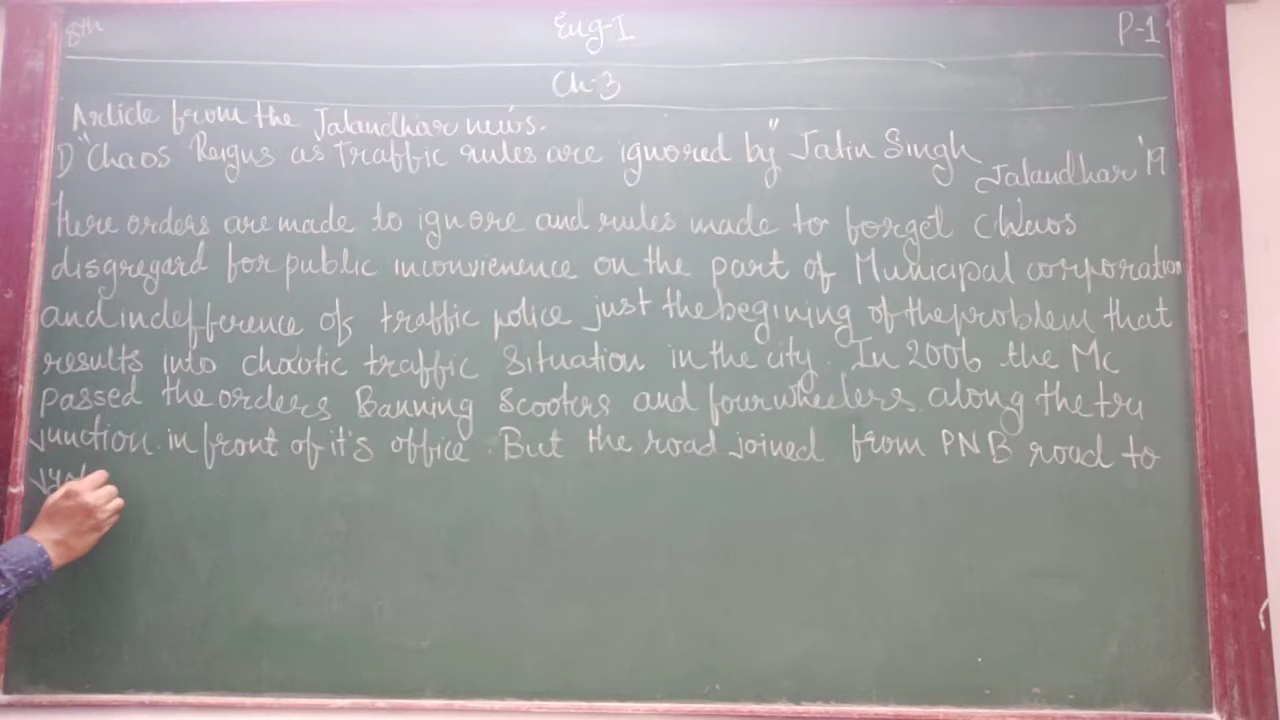 8th Eng-I P-1
Ch-3
Article from the Jalandhar news.
1) "Chaos Reigns as Traffic rules are ignored by" Jatin Singh
Jalandhar '19
Here orders are made to ignore and rules made to forget Chaos
disgregard for public inconvienence on the part of Municipal corporation
and indefference of traffic police just the begining of the problem that
results into chaotic traffic Situation in the city. In 2006 the Mc
passed the orders Banning Scooters and four wheelers along the tri
junction in front of it's office. But the road joined from PNB road to